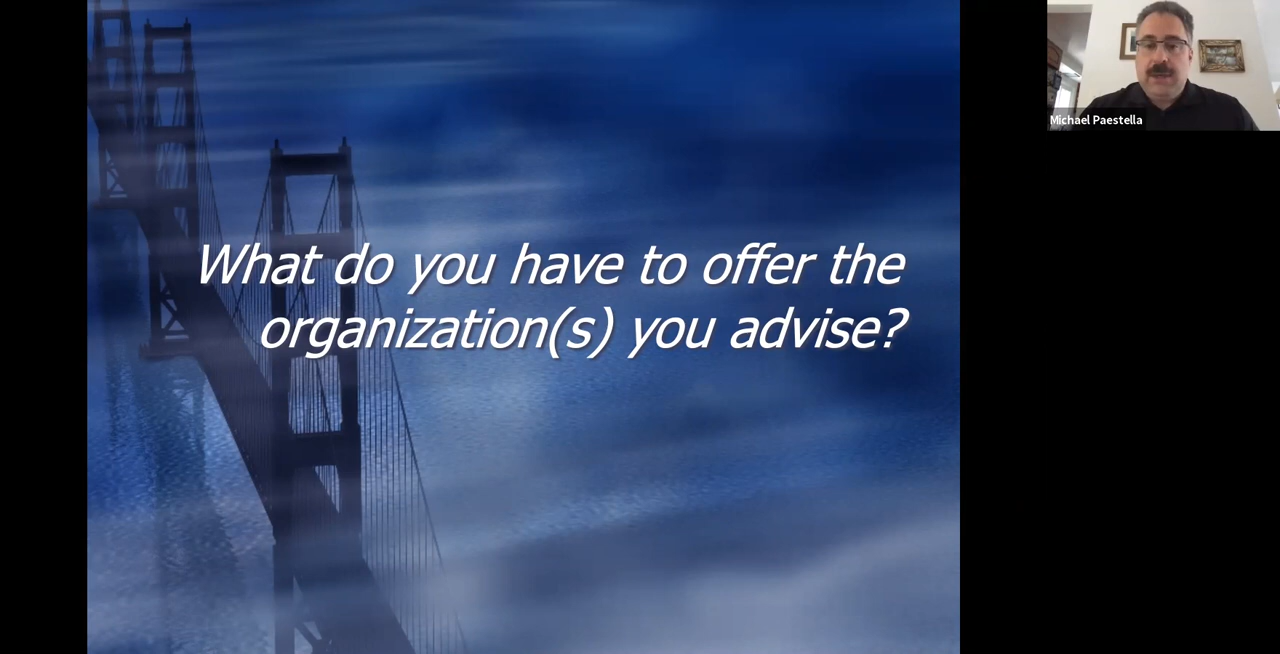 What do you have to offer the
organization(s) you advise?
Michael Paestella